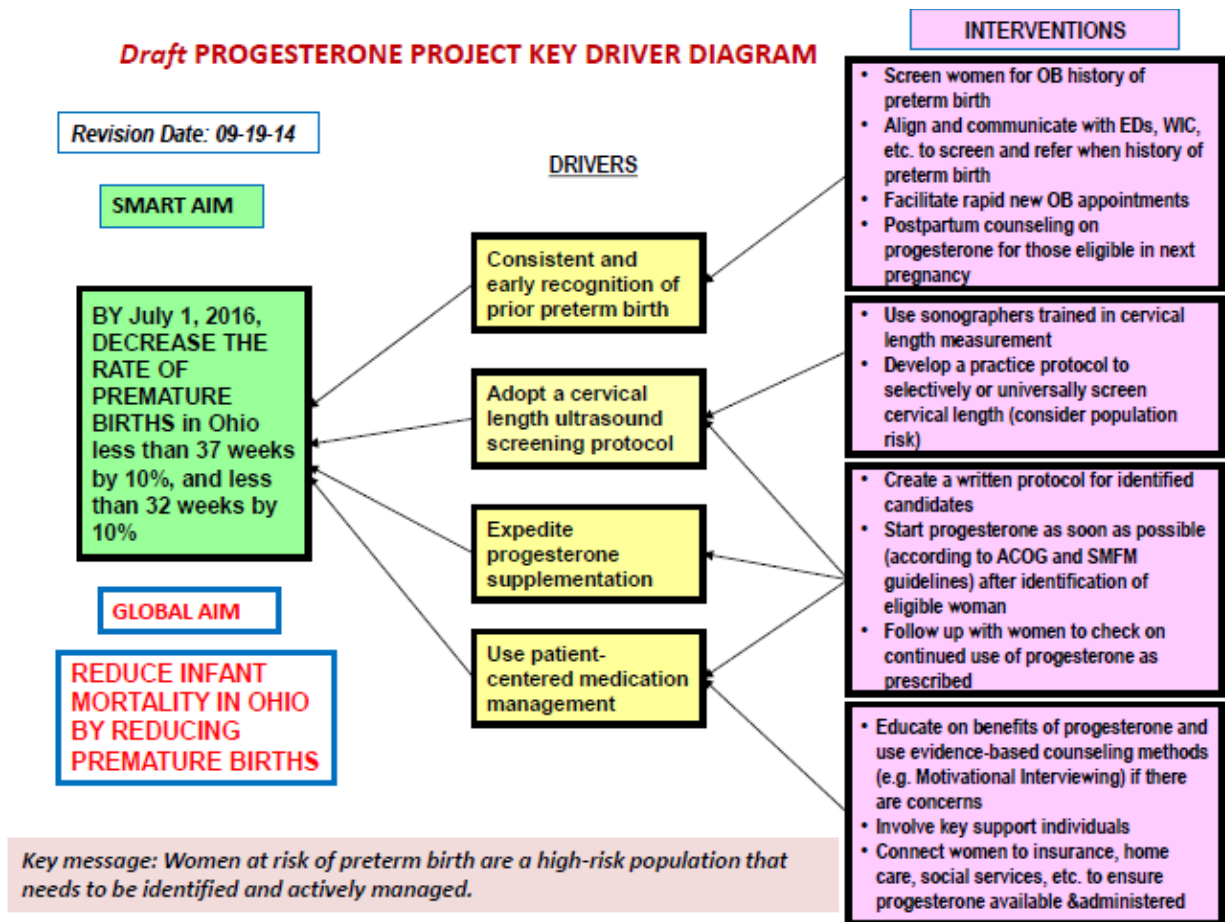 Draft PROGESTERONE PROJECT KEY DRIVER DIAGRAM
Revision Date: 09-19-14
SMART AIM
BY July 1, 2016,
DECREASE THE
RATE OF
PREMATURE
BIRTHS in Ohio
less than 37 weeks
by 10%, and less
than 32 weeks by
10%
GLOBAL AIM
REDUCE INFANT
MORTALITY IN OHIO
BY REDUCING
PREMATURE BIRTHS
DRIVERS
Consistent and
early recognition of
prior preterm birth
Adopt a cervical
length ultrasound
screening protocol
Expedite
progesterone
supplementation
Use patient-
centered medication
management
INTERVENTIONS
• Screen women for OB history of
preterm birth
• Align and communicate with EDs, WIC,
etc. to screen and refer when history of
preterm birth
• Facilitate rapid new OB appointments
• Postpartum counseling on
progesterone for those eligible in next
pregnancy
• Use sonographers trained in cervical
length measurement
• Develop a practice protocol to
selectively or universally screen
cervical length (consider population
risk)
• Create a written protocol for identified
candidates
• Start progesterone as soon as possible
(according to ACOG and SMFM
guidelines) after identification of
eligible woman
• Follow up with women to check on
continued use of progesterone as
prescribed
• Educate on benefits of progesterone and
use evidence-based counseling methods
(e.g. Motivational Interviewing) if there
are concerns
• Involve key support individuals
• Connect women to insurance, home
care, social services, etc. to ensure
progesterone available &administered
Key message: Women at risk of preterm birth are a high-risk population that
needs to be identified and actively managed.